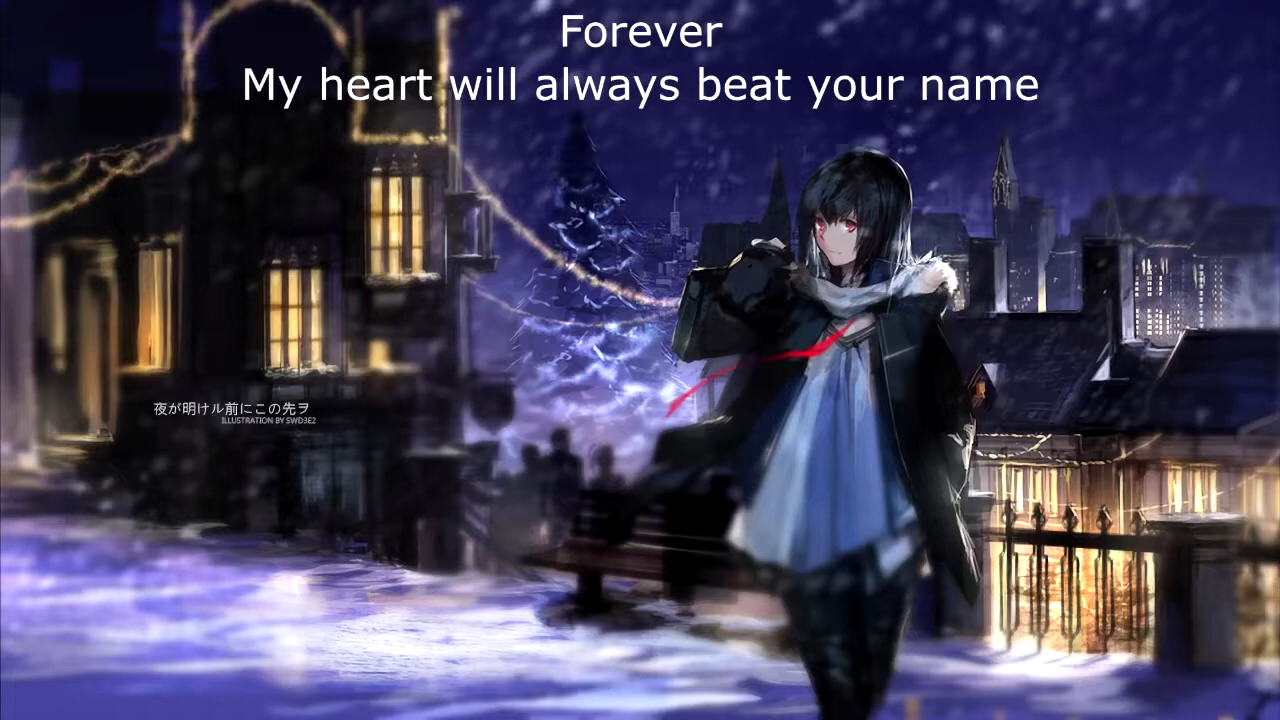 Forever
My heart will always beat your name
夜が明けル前にこの先ヲ
ILLUSTRATION BY SWD3E2